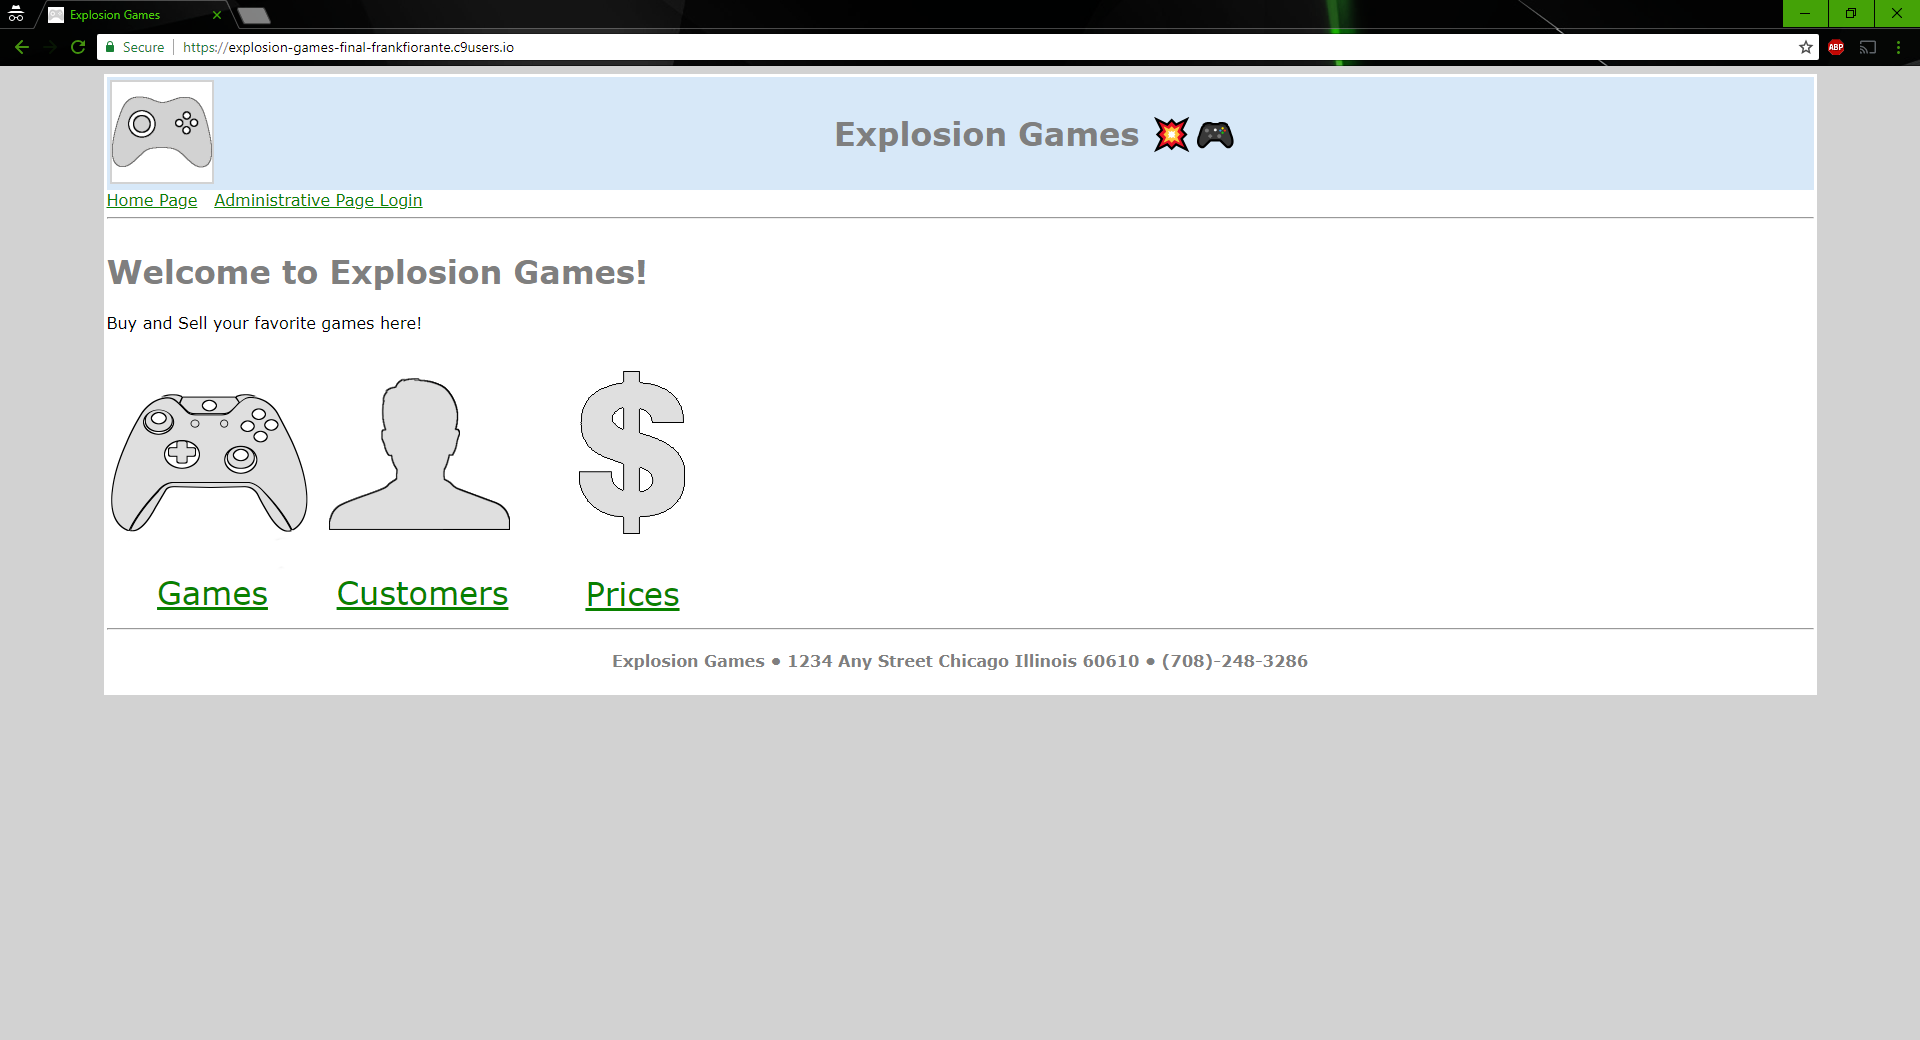 Explosion Games
Secure
https://explosion-games-final-frankfiorante.c9users.io
ABP
Explosion Games 💥🎮
Home Page Administrative Page Login
Welcome to Explosion Games!
Buy and Sell your favorite games here!
Games Customers Prices
Explosion Games • 1234 Any Street Chicago Illinois 60610 • (708)-248-3286